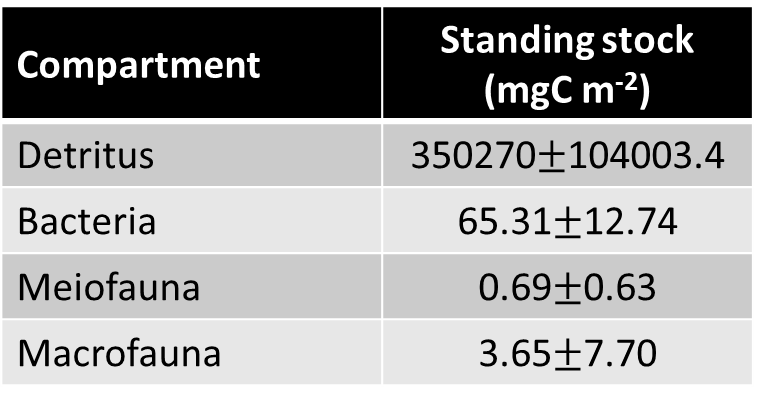 Compartment Standing stock
(mgC m-2)
Detritus 350270±104003.4
Bacteria 65.31±12.74
Meiofauna 0.69±0.63
Macrofauna 3.65±7.70